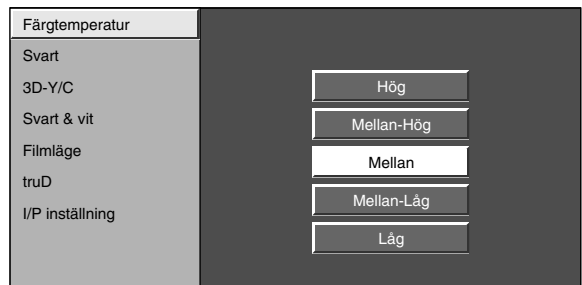 Färgtemperatur
Svart
3D-Y/C
Svart & vit
Filmläge
truD
I/P inställning
Hög
Mellan-Hög
Mellan
Mellan-Låg
Låg